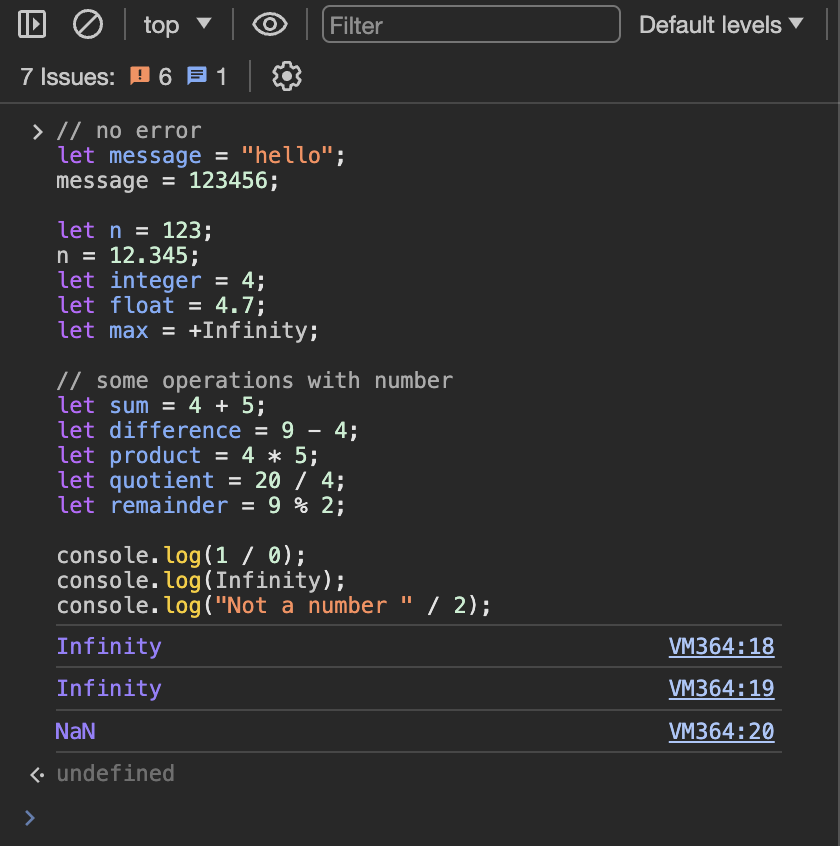 top
Filter
Default levels
7 Issues: 6 1
// no error
let message = "hello";
message = 123456;
let n = 123;
n = 12.345;
let integer = 4;
let float = 4.7;
let max = +Infinity;
// some operations with number
let sum = 4 + 5;
let difference = 9 - 4;
let product = 4 * 5;
let quotient = 20 / 4;
let remainder = 9 % 2;
console.log(1 / 0);
console.log(Infinity);
console.log("Not a number " / 2);
Infinity VM364:18
Infinity VM364:19
NaN VM364:20
undefined